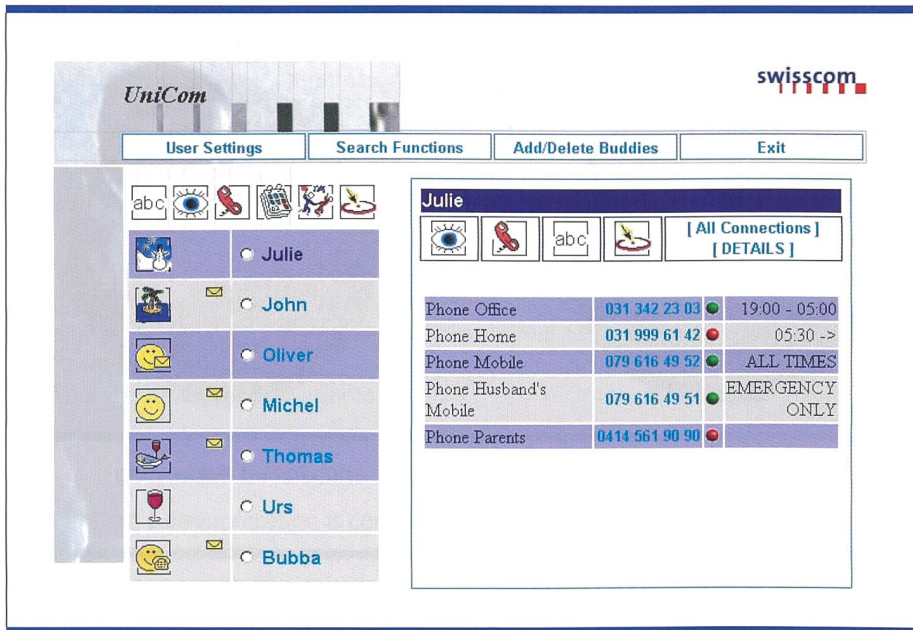 UniCom
swisscom
User Settings
Search Functions
Add/Delete Buddies
Exit
abc
Julie
John
Oliver
Michel
Thomas
Urs
Bubba
Julie
abc
[ All Connections ]
[ DETAILS ]
Phone Office 031 342 23 03 19:00 - 05:00
Phone Home 031 999 61 42 05:30 ->
Phone Mobile 079 616 49 52 ALL TIMES
Phone Husband's
Mobile
079 616 49 51
EMERGENCY
ONLY
Phone Parents 0414 561 90 90